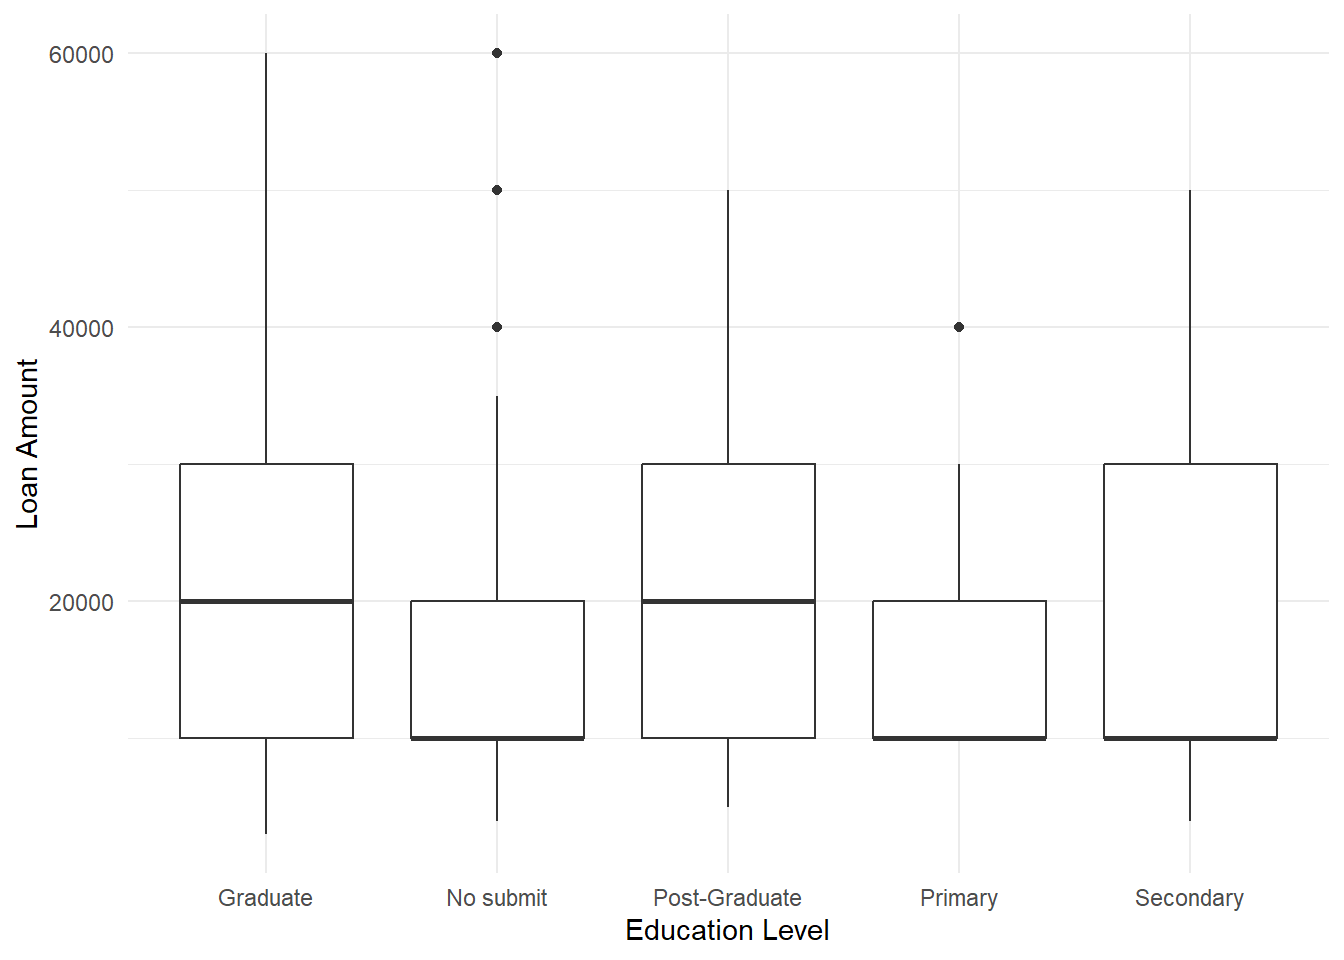 60000
40000
20000
Loan Amount
Graduate
No submit
Post-Graduate
Primary
Secondary
Education Level